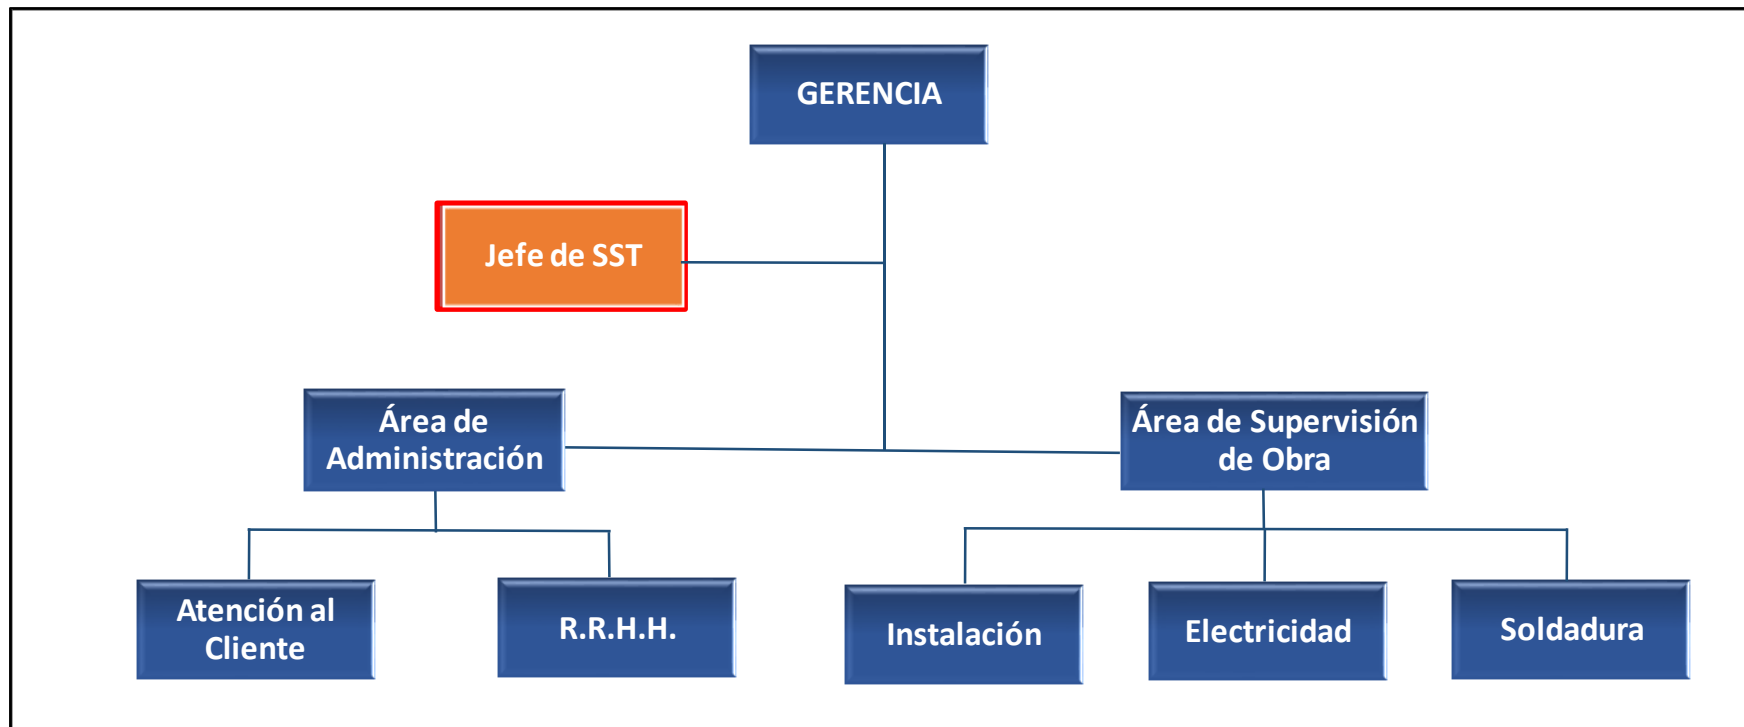 GERENCIA
Jefe de SST
Área de
Administración
Área de Supervisión
de Obra
Atención al
Cliente
R.R.H.H.
Instalación
Electricidad
Soldadura